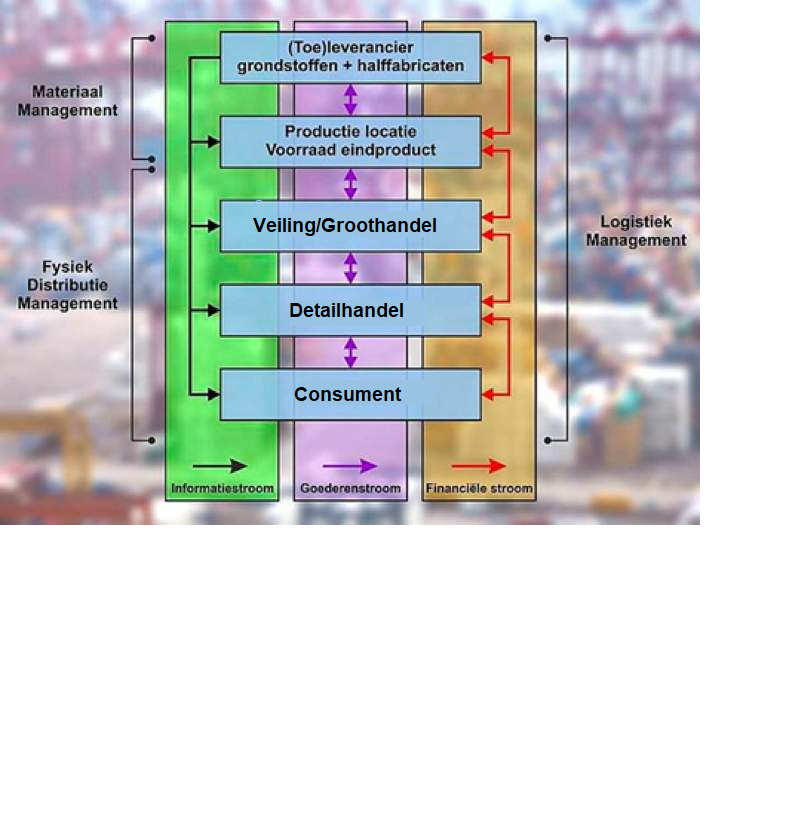 (Toe)leverancier
grondstoffen + halffabricaten
Materiaal
Management
Productie locatie
Voorraad eindproduct
Veiling/Groothandel
Logistiek
Management
Fysiek
Distributie
Management
Detailhandel
Consument
Informatiestroom
Goederenstroom
Financiële stroom